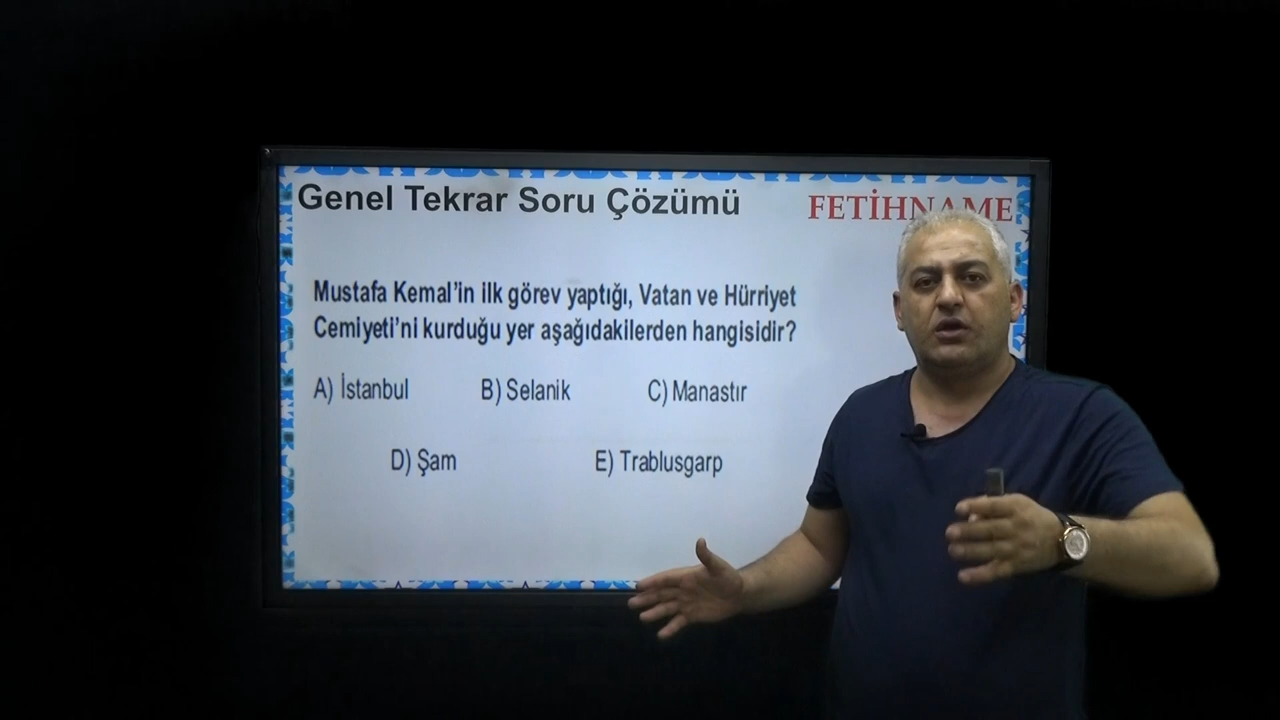 Genel Tekrar Soru Çözümü
FETİHNAME
Mustafa Kemal'in ilk görev yaptığı, Vatan ve Hürriyet
Cemiyeti'ni kurduğu yer aşağıdakilerden hangisidir?
A) İstanbul B) Selanik C) Manastır
D) Şam E) Trablusgarp